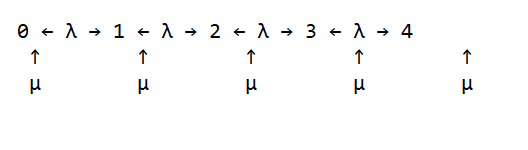 0 ← λ → 1 ← λ → 2 ← λ → 3 ← λ → 4
↑ ↑ ↑ ↑ ↑
μ μ μ μ μ